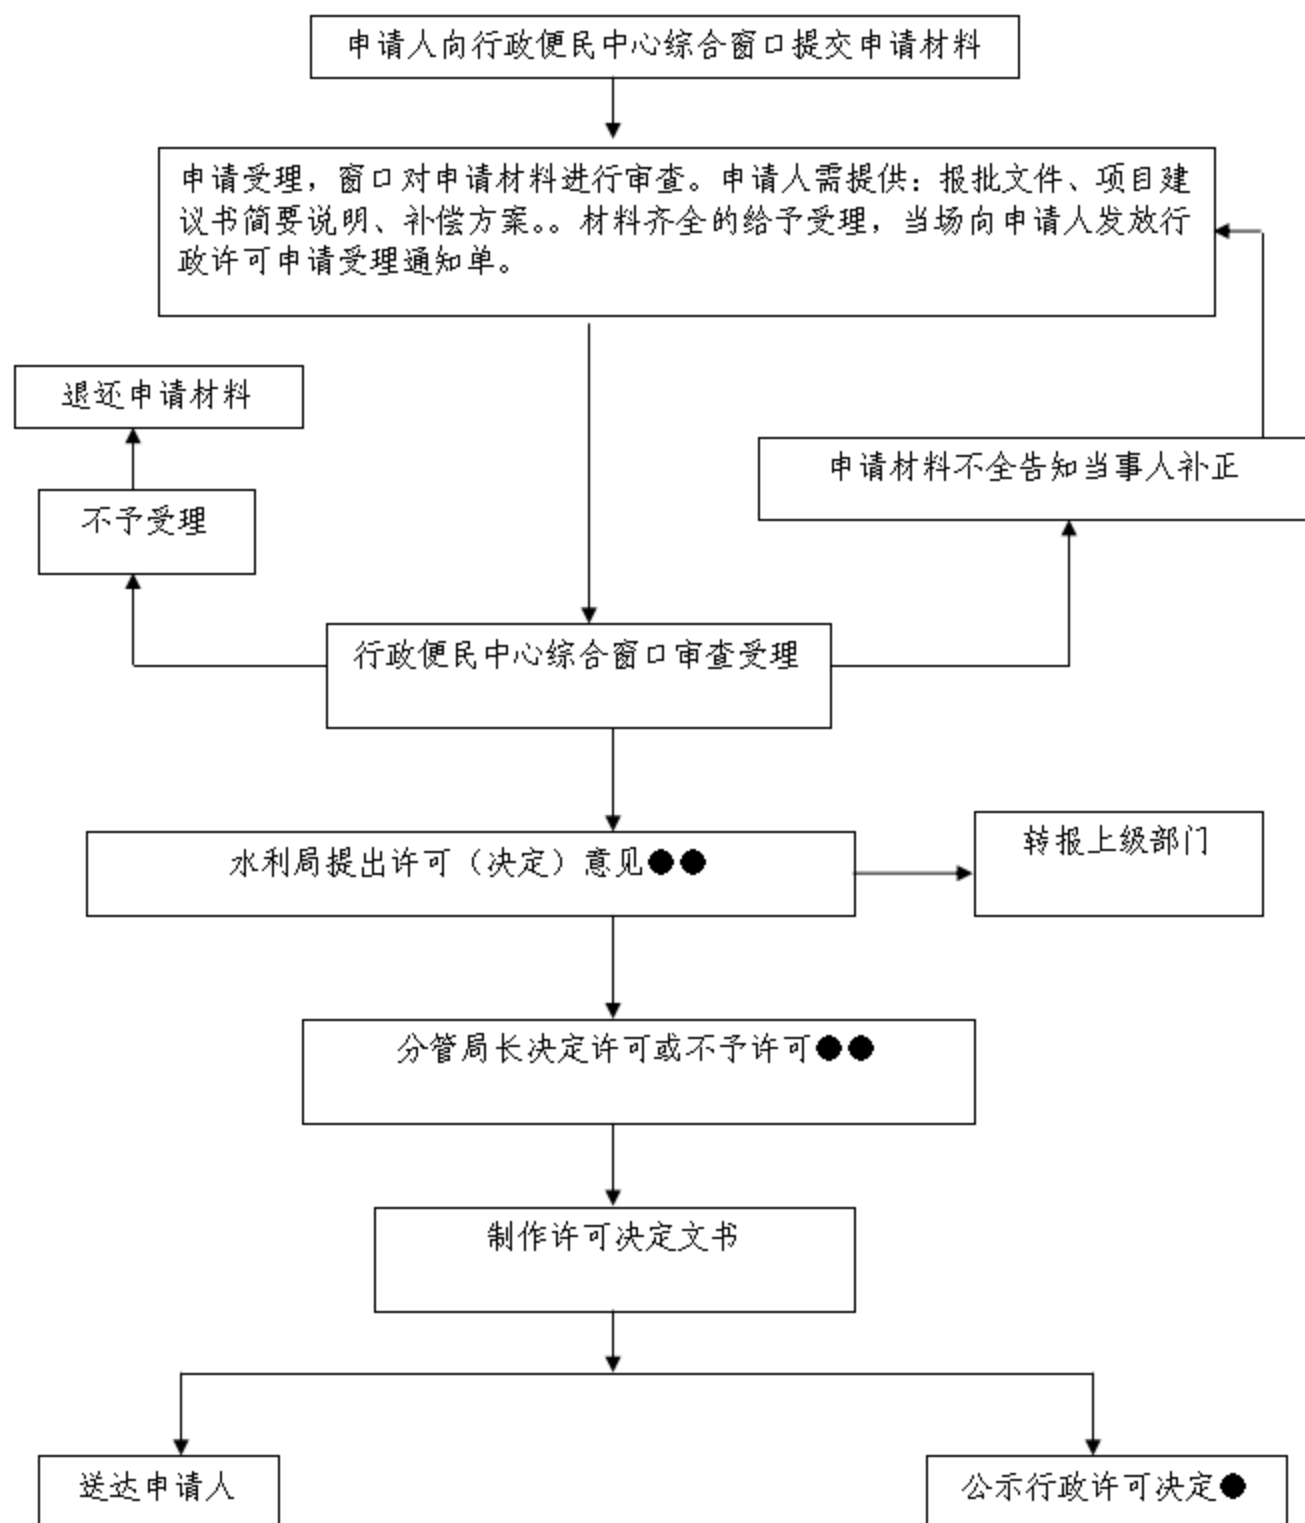 申请人向行政便民中心综合窗口提交申请材料
申请受理，窗口对申请材料进行审查。申请人需提供：报批文件、项目建
议书简要说明、补偿方案。。材料齐全的给予受理，当场向申请人发放行
政许可申请受理通知单。
退还申请材料
申请材料不全告知当事人补正
不予受理
行政便民中心综合窗口审查受理
水利局提出许可（决定）意见●●
转报上级部门
分管局长决定许可或不予许可●●
制作许可决定文书
送达申请人
公示行政许可决定●